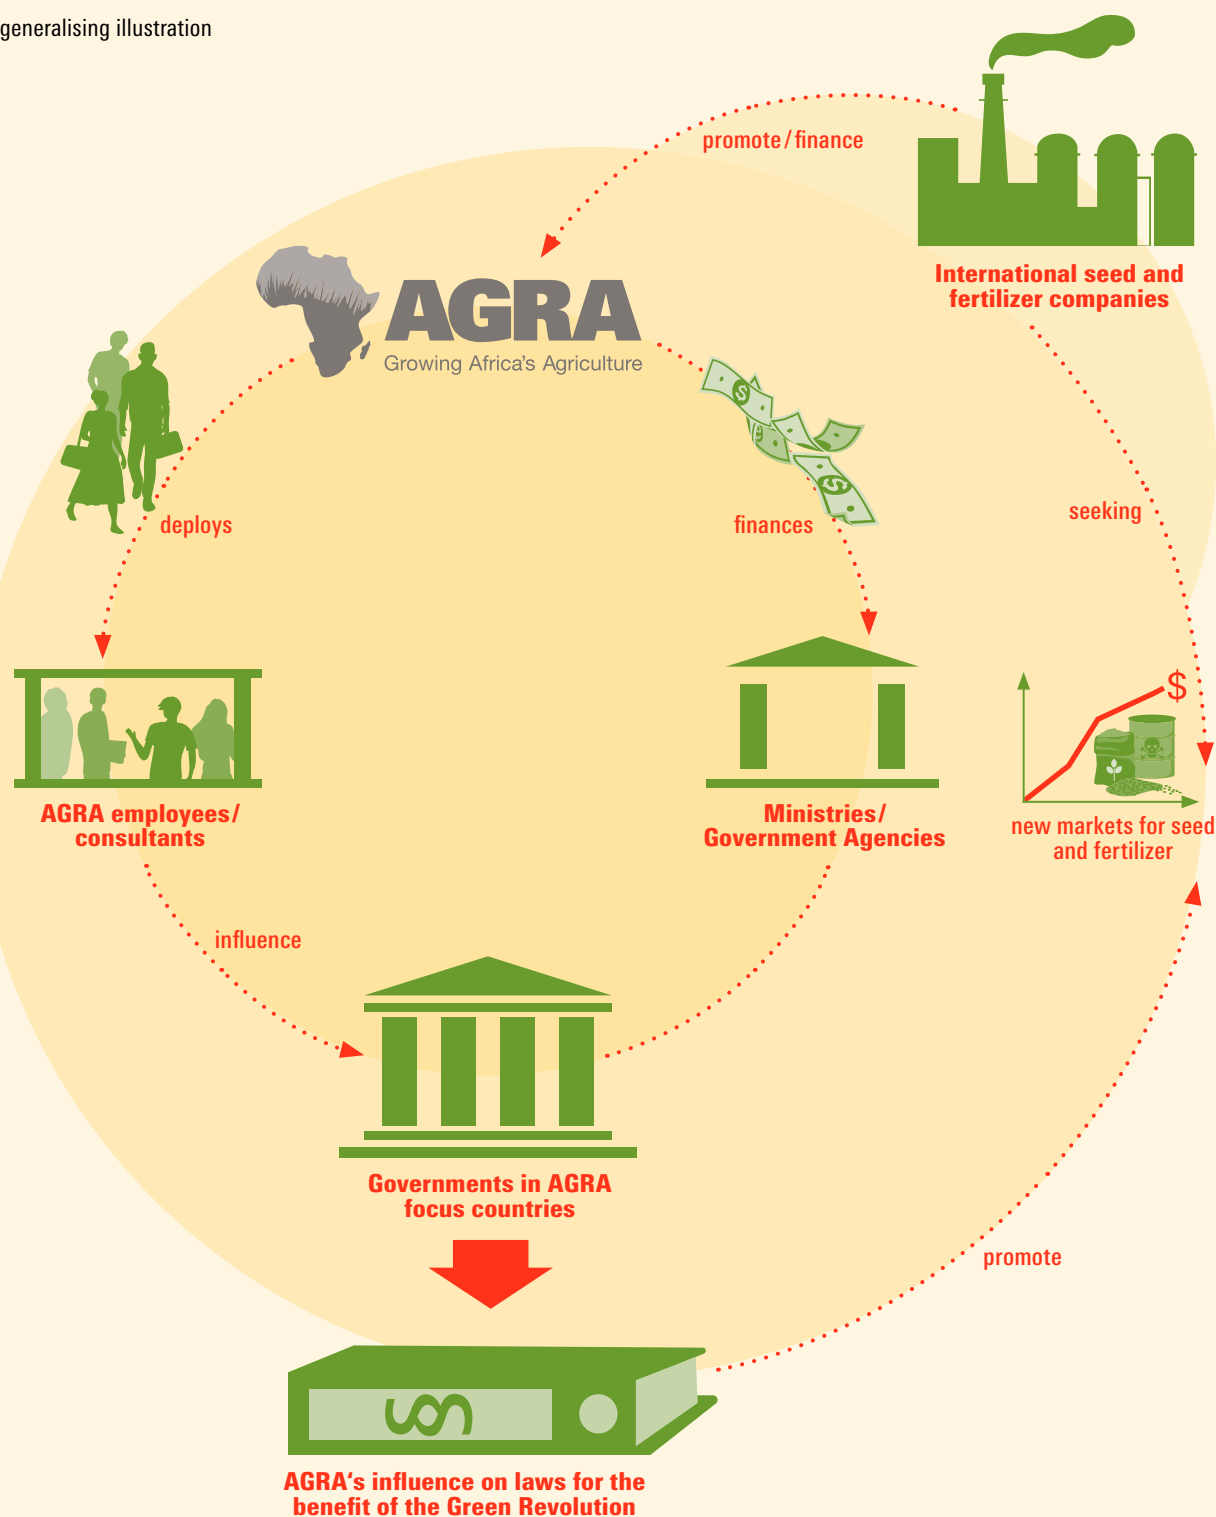 generalising illustration
promote/finance
International seed and
fertilizer companies
AGRA
Growing Africa's Agriculture
$
$
deploys
finances
seeking
$
AGRA employees/
consultants
Ministries/
Government Agencies
new markets for seed
and fertilizer
influence
Governments in AGRA
focus countries
promote
§
AGRA‘s influence on laws for the
benefit of the Green Revolution